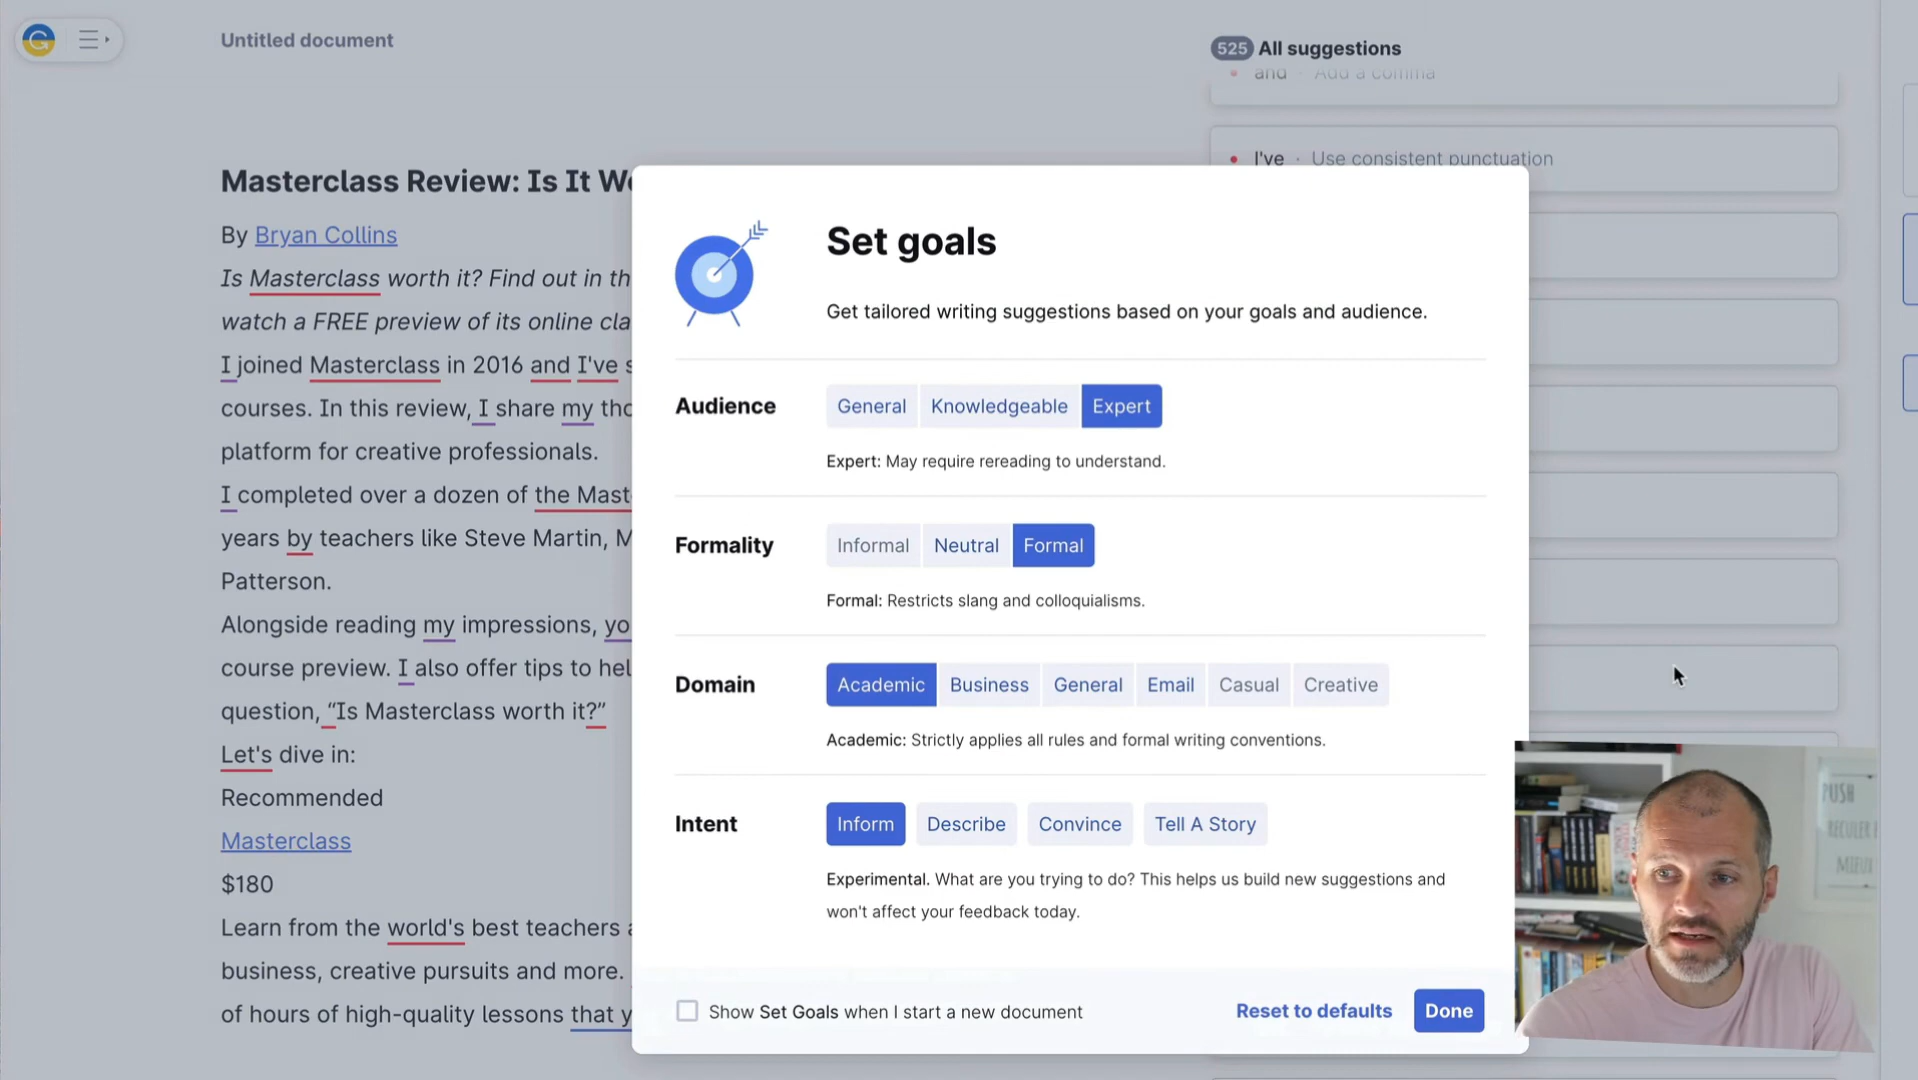 Untitled document
525 All suggestions
and · Add a comma
I've · Use consistent punctuation
Masterclass Review: Is It
By Bryan Collins
Is Masterclass worth it? Find out in
watch a FREE preview of its online
I joined Masterclass in 2016 and I've
courses. In this review, I share my
platform for creative professionals.
I completed over a dozen of the
years by teachers like Steve Martin,
Patterson.
Alongside reading my impressions,
course preview. I also offer tips to
question, “Is Masterclass worth it?”
Let's dive in:
Recommended
Masterclass
$180
Learn from the world's best teachers
business, creative pursuits and more.
of hours of high-quality lessons that
Set goals
Get tailored writing suggestions based on your goals and audience.
Audience General Knowledgeable Expert
Expert: May require rereading to understand.
Formality Informal Neutral Formal
Formal: Restricts slang and colloquialisms.
Domain Academic Business General Email Casual Creative
Academic: Strictly applies all rules and formal writing conventions.
Intent Inform Describe Convince Tell A Story
Experimental. What are you trying to do? This helps us build new suggestions and
won't affect your feedback today.
Show Set Goals when I start a new document
Reset to defaults Done
PUSH
RECULER
MIEUX